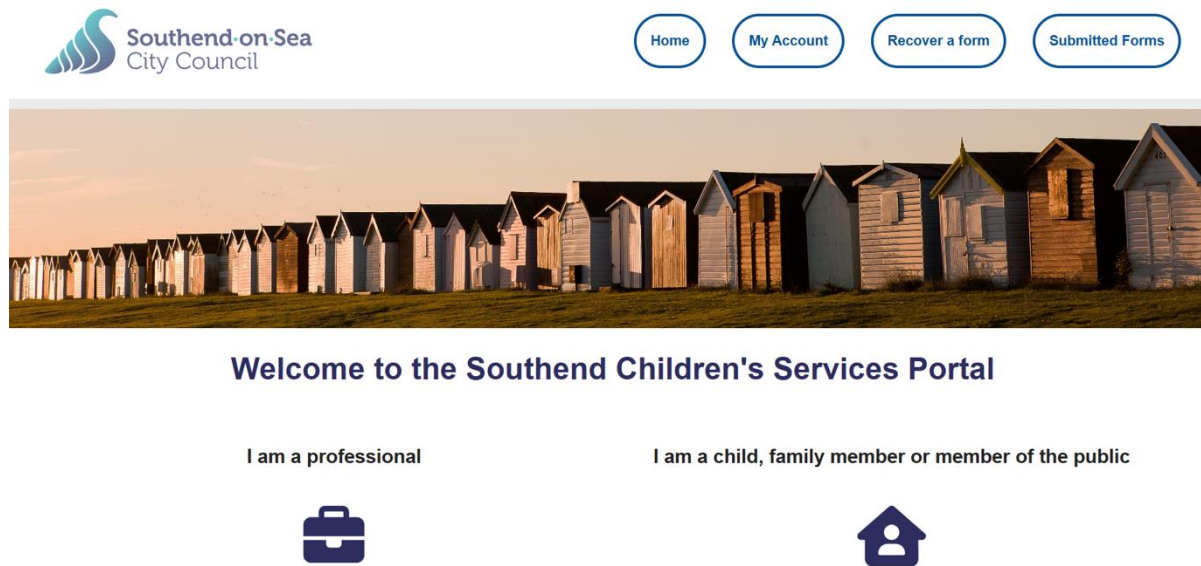 Southend-on-Sea
City Council
Home
My Account
Recover a form
Submitted Forms
Welcome to the Southend Children's Services Portal
I am a professional
I am a child, family member or member of the public